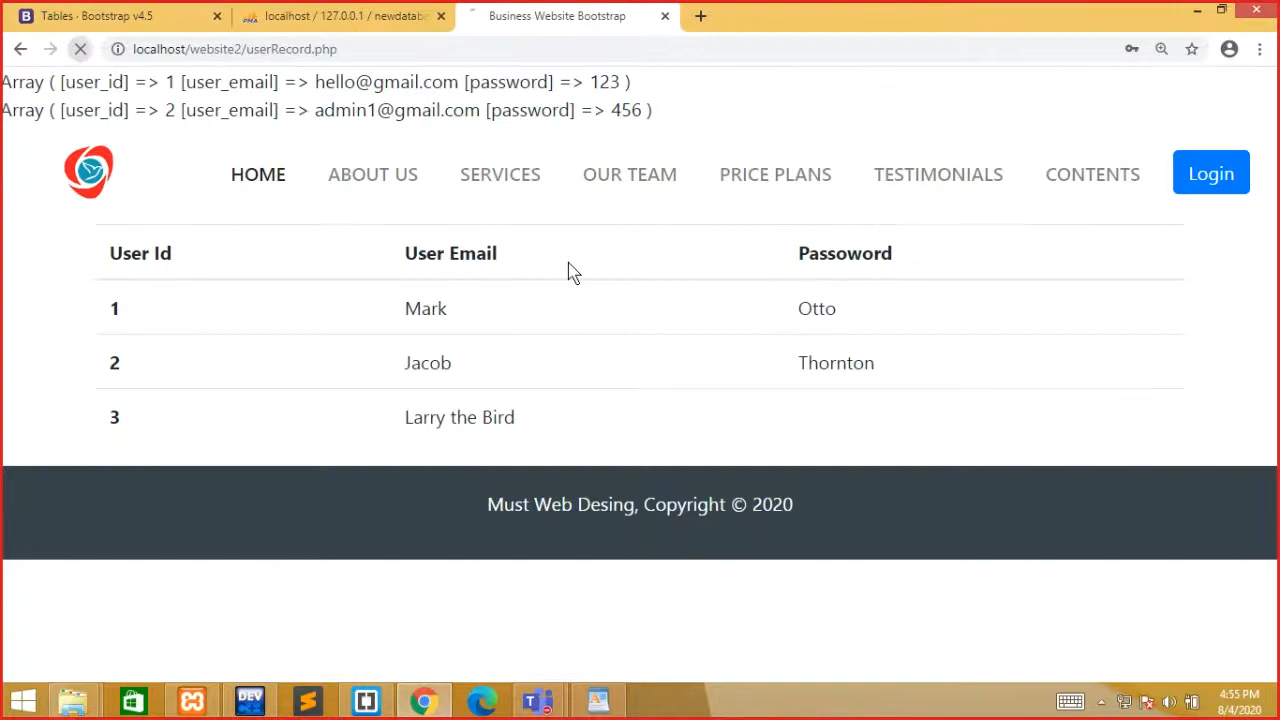 Tables · Bootstrap v4.5
localhost / 127.0.0.1 / newdatabe
Business Website Bootstrap
localhost/website2/userRecord.php
Array ( [user_id] => 1 [user_email] => hello@gmail.com [password] => 123 )
Array ( [user_id] => 2 [user_email] => admin1@gmail.com [password] => 456 )
HOME ABOUT US SERVICES OUR TEAM PRICE PLANS TESTIMONIALS CONTENTS Login
User Id User Email Passoword
1 Mark Otto
2 Jacob Thornton
3 Larry the Bird
Must Web Desing, Copyright © 2020
4:55 PM
8/4/2020